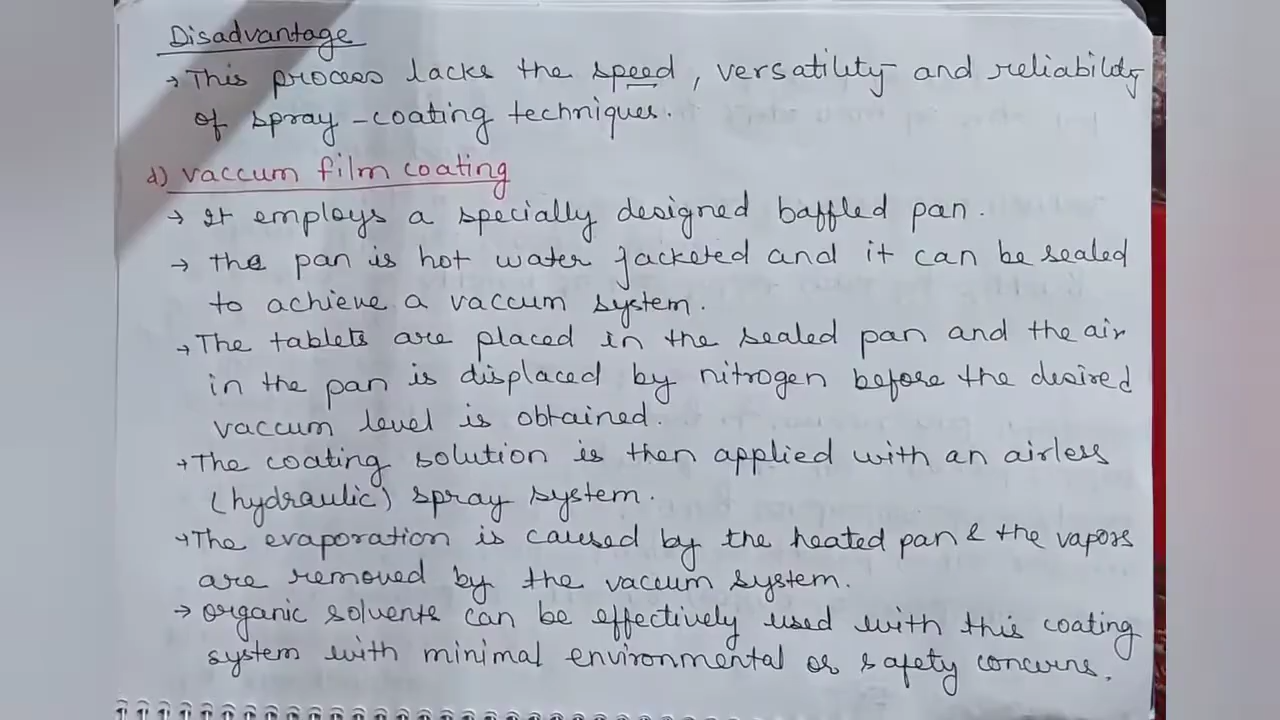 Disadvantage
→ This process lacks the speed, versatility and reliability
of spray-coating techniques.
d) vaccum film coating
→ It employs a specially designed baffled pan.
→ the pan is hot water jacketed and it can be sealed
to achieve a vaccum system.
→ The tablets are placed in the sealed pan and the air
in the pan is displaced by nitrogen before the desired
vaccum level is obtained.
→ The coating solution is then applied with an airless
(hydraulic) spray system.
→ The evaporation is caused by the heated pan & the vapors
are removed by the vaccum system.
→ organic solvents can be effectively used with this coating
system with minimal environmental or safety concerns.